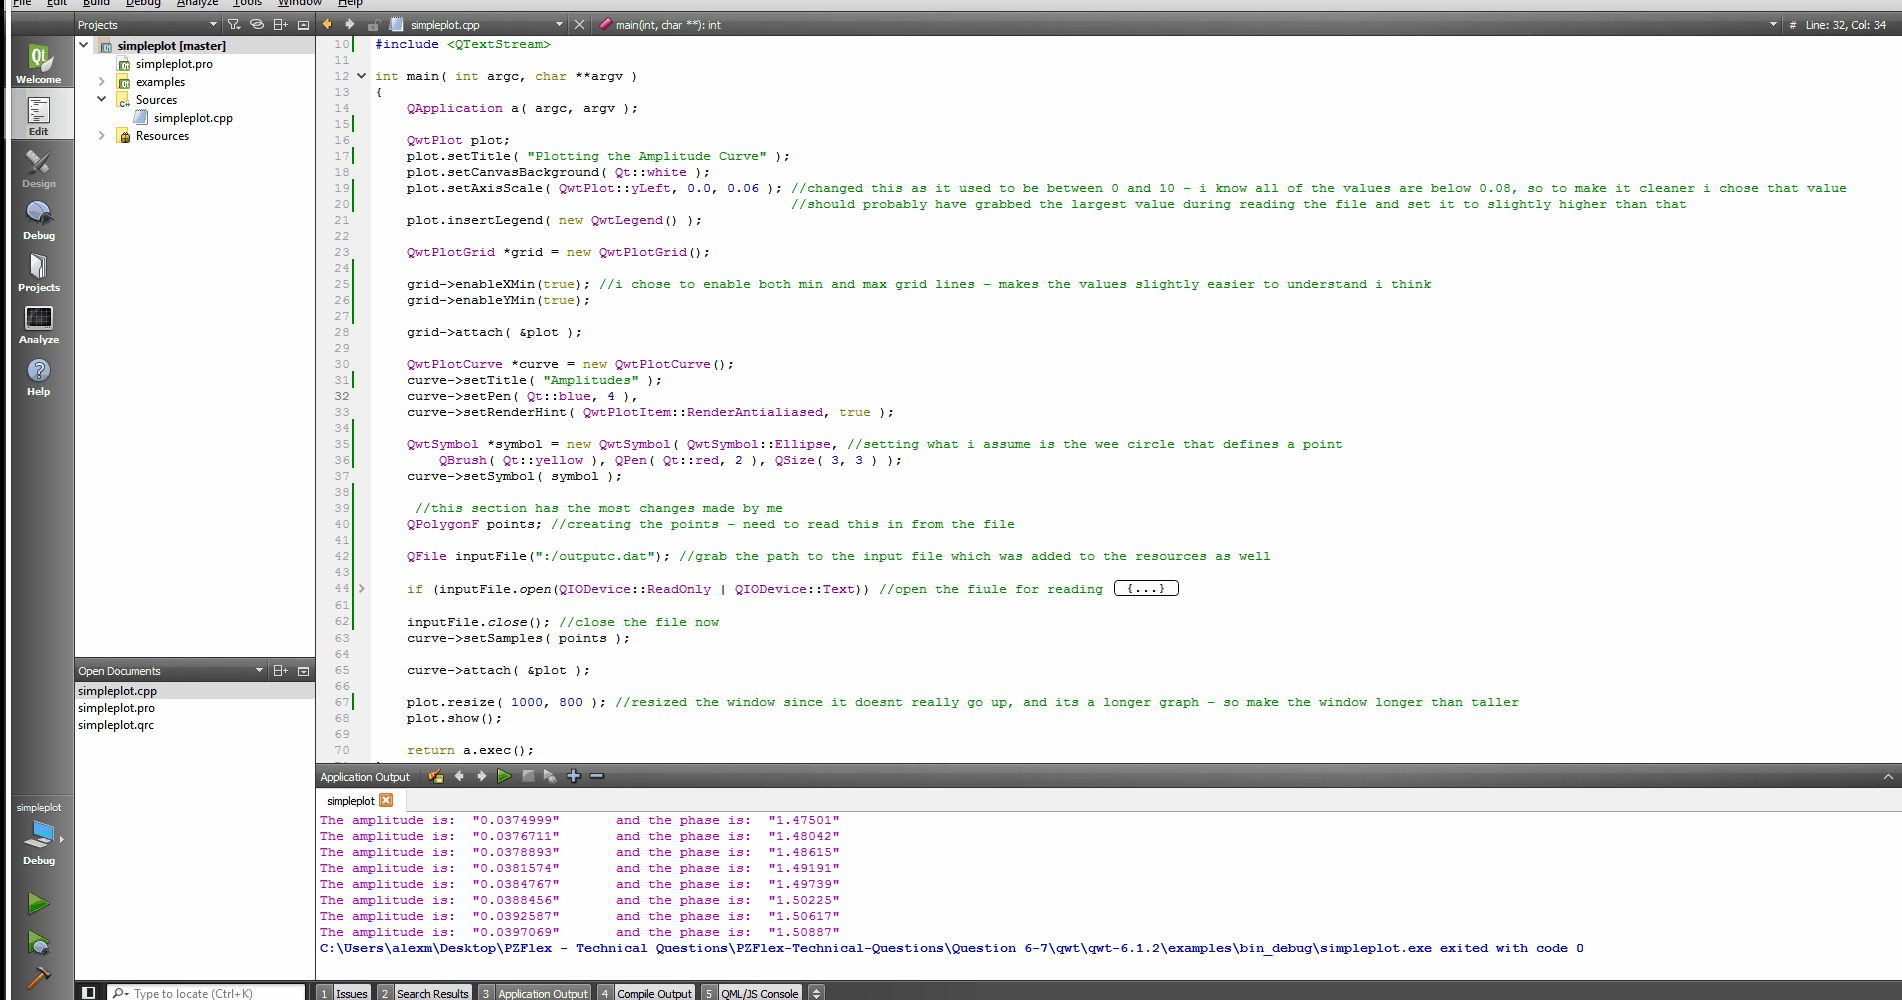 File Edit Build Debug Analyze Tools Window Help
Projects
simpleplot.cpp
main(int, char **): int
# Line: 32, Col: 34
Welcome
Edit
Design
Debug
Projects
Analyze
Help
simpleplot
Debug
simpleplot [master]
simpleplot.pro
examples
Sources
simpleplot.cpp
Resources
Open Documents
simpleplot.cpp
simpleplot.pro
simpleplot.qrc
10 #include <QTextStream>
11
12 int main( int argc, char **argv )
13 {
14 QApplication a( argc, argv );
15
16 QwtPlot plot;
17 plot.setTitle( "Plotting the Amplitude Curve" );
18 plot.setCanvasBackground( Qt::white );
19 plot.setAxisScale( QwtPlot::yLeft, 0.0, 0.06 ); //changed this as it used to be between 0 and 10 - i know all of the values are below 0.08, so to make it cleaner i chose that value
20 //should probably have grabbed the largest value during reading the file and set it to slightly higher than that
21 plot.insertLegend( new QwtLegend() );
22
23 QwtPlotGrid *grid = new QwtPlotGrid();
24
25 grid->enableXMin(true); //i chose to enable both min and max grid lines - makes the values slightly easier to understand i think
26 grid->enableYMin(true);
27
28 grid->attach( &plot );
29
30 QwtPlotCurve *curve = new QwtPlotCurve();
31 curve->setTitle( "Amplitudes" );
32 curve->setPen( Qt::blue, 4 ),
33 curve->setRenderHint( QwtPlotItem::RenderAntialiased, true );
34
35 QwtSymbol *symbol = new QwtSymbol( QwtSymbol::Ellipse, //setting what i assume is the wee circle that defines a point
36 QBrush( Qt::yellow ), QPen( Qt::red, 2 ), QSize( 3, 3 ) );
37 curve->setSymbol( symbol );
38
39 //this section has the most changes made by me
40 QPolygonF points; //creating the points - need to read this in from the file
41
42 QFile inputFile(":/outputc.dat"); //grab the path to the input file which was added to the resources as well
43
44 if (inputFile.open(QIODevice::ReadOnly | QIODevice::Text)) //open the fiule for reading {...}
61
62 inputFile.close(); //close the file now
63 curve->setSamples( points );
64
65 curve->attach( &plot );
66
67 plot.resize( 1000, 800 ); //resized the window since it doesnt really go up, and its a longer graph - so make the window longer than taller
68 plot.show();
69
70 return a.exec();
Application Output
simpleplot
The amplitude is: "0.0374999" and the phase is: "1.47501"
The amplitude is: "0.0376711" and the phase is: "1.48042"
The amplitude is: "0.0378893" and the phase is: "1.48615"
The amplitude is: "0.0381574" and the phase is: "1.49191"
The amplitude is: "0.0384767" and the phase is: "1.49739"
The amplitude is: "0.0388456" and the phase is: "1.50225"
The amplitude is: "0.0392587" and the phase is: "1.50617"
The amplitude is: "0.0397069" and the phase is: "1.50887"
C:\Users\alexm\Desktop\PZFlex - Technical Questions\PZFlex-Technical-Questions\Question 6-7\qwt\qwt-6.1.2\examples\bin_debug\simpleplot.exe exited with code 0
Type to locate (Ctrl+K)
1 Issues 2 Search Results 3 Application Output 4 Compile Output 5 QML/JS Console